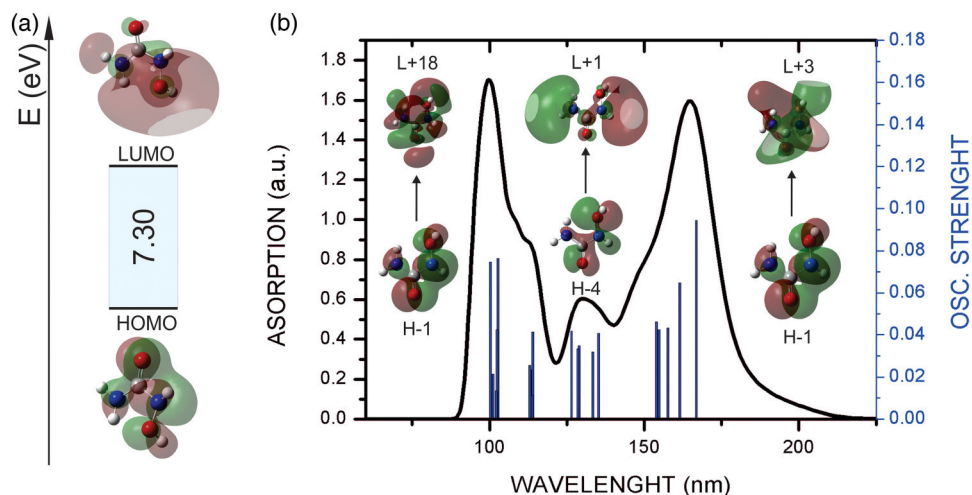 (a)
E (eV)
LUMO
7.30
HOMO
(b)
ASORPTION (a.u.)
1.8
1.6
1.4
1.2
1.0
0.8
0.6
0.4
0.2
0.0
L+18
L+1
L+3
H-1
H-4
H-1
100
125
150
175
200
WAVELENGHT (nm)
0.18
0.16
0.14
0.12
0.10
0.08
0.06
0.04
0.02
0.00
OSC. STRENGHT